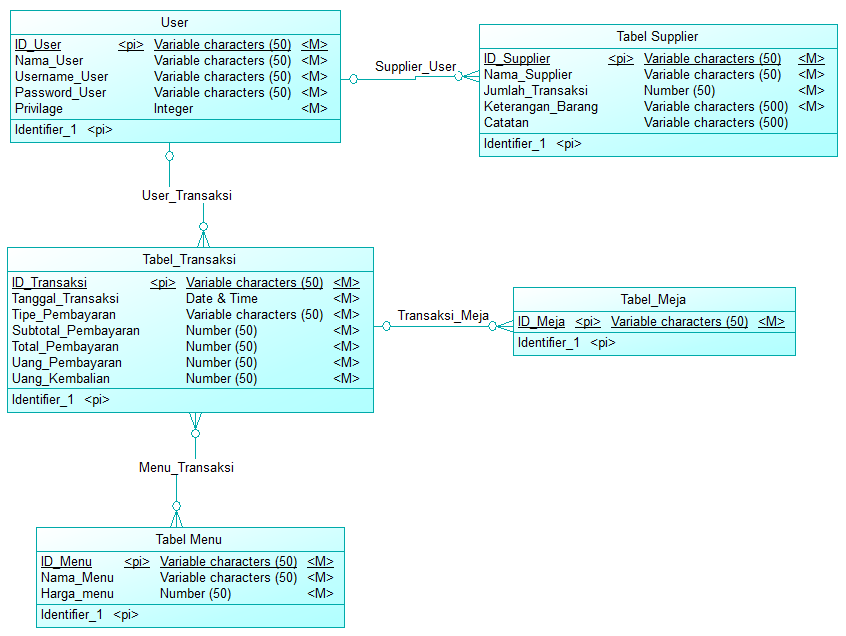 User
ID_User <pi> Variable characters (50) <M>
Nama_User Variable characters (50) <M>
Username_User Variable characters (50) <M>
Password_User Variable characters (50) <M>
Privilage Integer <M>
Identifier_1 <pi>
Supplier_User
Tabel Supplier
ID_Supplier <pi> Variable characters (50) <M>
Nama_Supplier Variable characters (50) <M>
Jumlah_Transaksi Number (50) <M>
Keterangan_Barang Variable characters (500) <M>
Catatan Variable characters (500)
Identifier_1 <pi>
User_Transaksi
Tabel_Transaksi
ID_Transaksi <pi> Variable characters (50) <M>
Tanggal_Transaksi Date & Time <M>
Tipe_Pembayaran Variable characters (50) <M>
Subtotal_Pembayaran Number (50) <M>
Total_Pembayaran Number (50) <M>
Uang_Pembayaran Number (50) <M>
Uang_Kembalian Number (50) <M>
Identifier_1 <pi>
Transaksi_Meja
Tabel_Meja
ID_Meja <pi> Variable characters (50) <M>
Identifier_1 <pi>
Menu_Transaksi
Tabel Menu
ID_Menu <pi> Variable characters (50) <M>
Nama_Menu Variable characters (50) <M>
Harga_menu Number (50) <M>
Identifier_1 <pi>